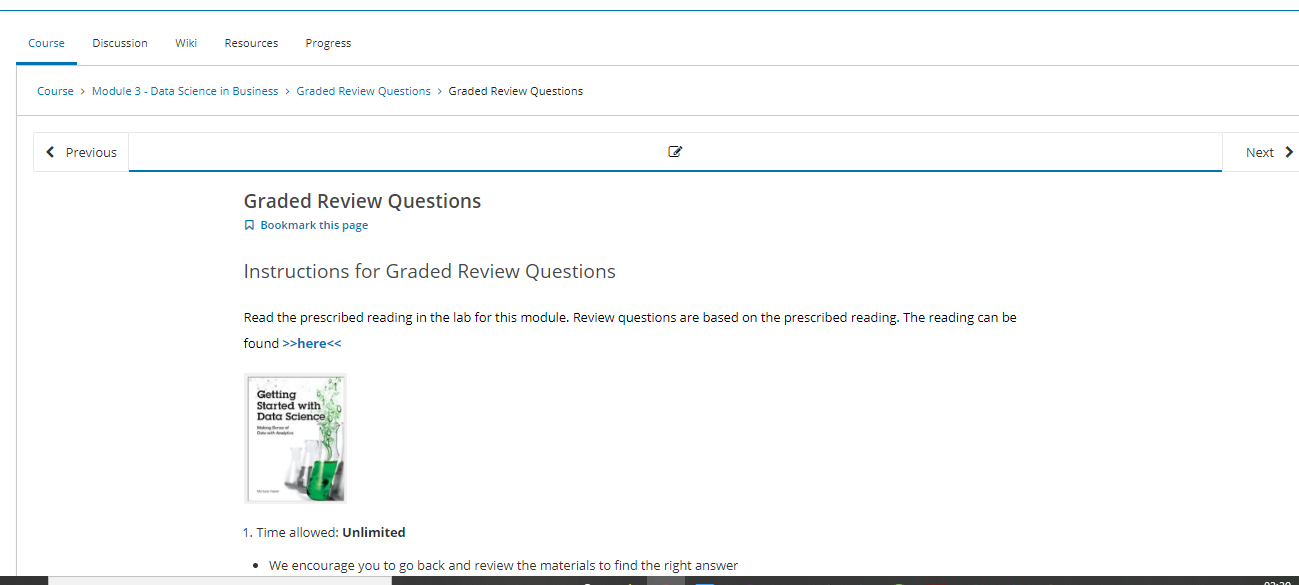 Course Discussion Wiki Resources Progress
Course > Module 3 - Data Science in Business > Graded Review Questions > Graded Review Questions
Previous Next
Graded Review Questions
Bookmark this page
Instructions for Graded Review Questions
Read the prescribed reading in the lab for this module. Review questions are based on the prescribed reading. The reading can be
found >>here<<
Getting
Started with
Data Science
Making Sense of
Data with Analytics
1. Time allowed: Unlimited
• We encourage you to go back and review the materials to find the right answer